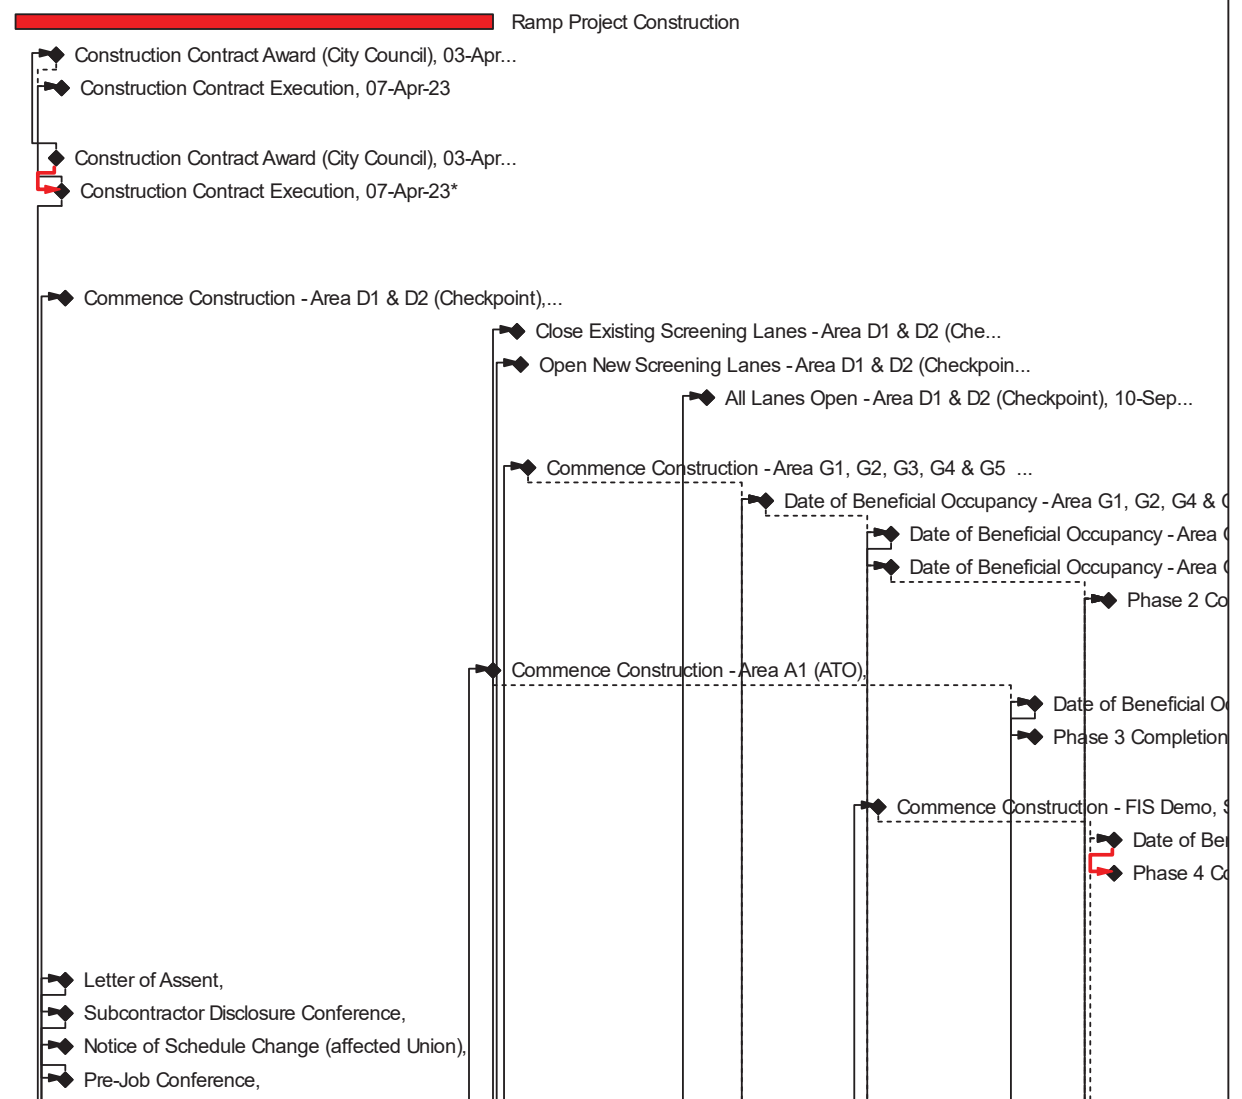 Ramp Project Construction
Construction Contract Award (City Council), 03-Apr...
Construction Contract Execution, 07-Apr-23
Construction Contract Award (City Council), 03-Apr...
Construction Contract Execution, 07-Apr-23*
Commence Construction - Area D1 & D2 (Checkpoint),...
Close Existing Screening Lanes - Area D1 & D2 (Che...
Open New Screening Lanes - Area D1 & D2 (Checkpoin...
All Lanes Open - Area D1 & D2 (Checkpoint), 10-Sep...
Commence Construction - Area G1, G2, G3, G4 & G5 ...
Date of Beneficial Occupancy - Area G1, G2, G4 &
Date of Beneficial Occupancy - Area
Date of Beneficial Occupancy - Area
Phase 2 Co
Commence Construction - Area A1 (ATO),
Date of Beneficial
Phase 3 Completion
Commence Construction - FIS Demo,
Date of Be
Phase 4
Letter of Assent,
Subcontractor Disclosure Conference,
Notice of Schedule Change (affected Union),
Pre-Job Conference,